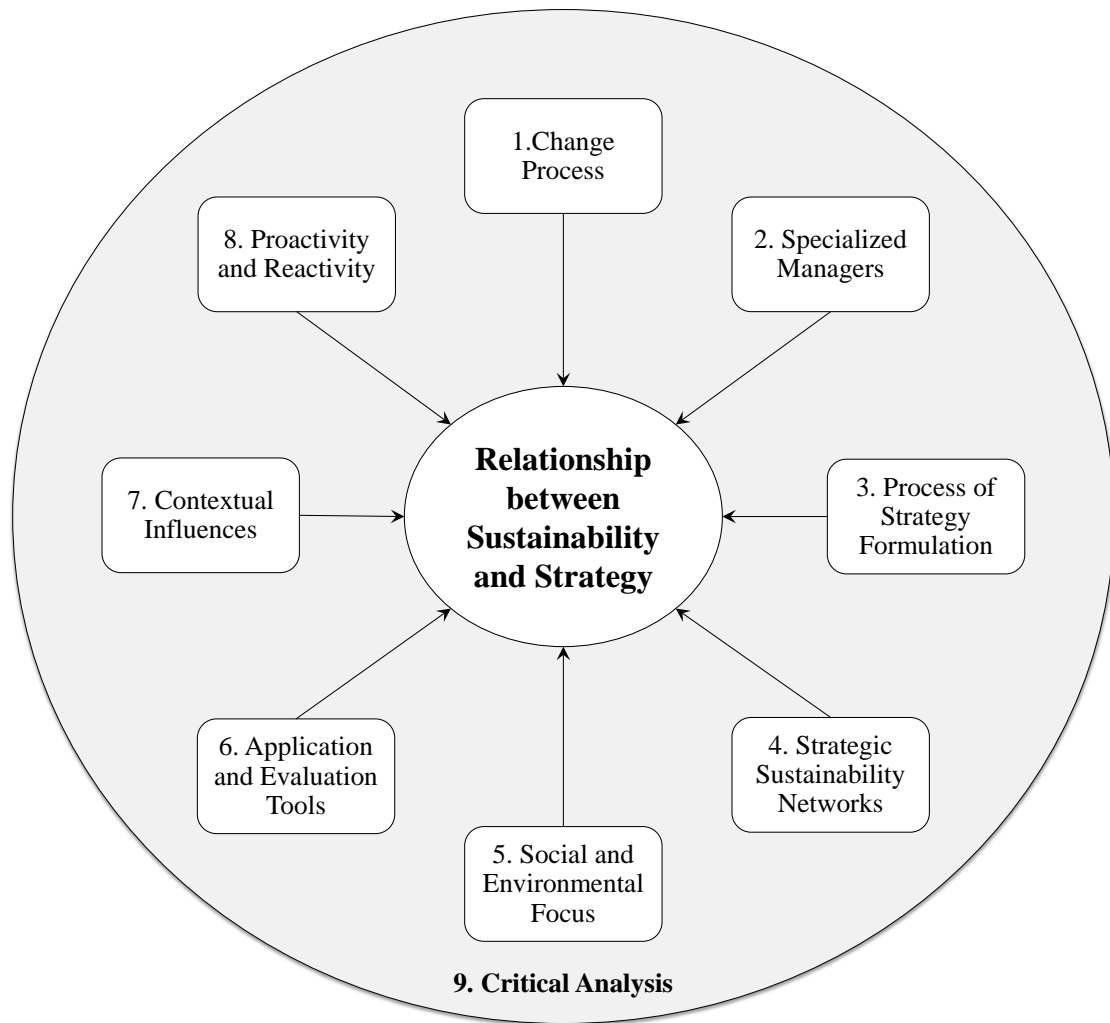 1.Change
Process
2. Specialized
Managers
3. Process of
Strategy
Formulation
4. Strategic
Sustainability
Networks
5. Social and
Environmental
Focus
6. Application
and Evaluation
Tools
7. Contextual
Influences
8. Proactivity
and Reactivity
Relationship
between
Sustainability
and Strategy
9. Critical Analysis